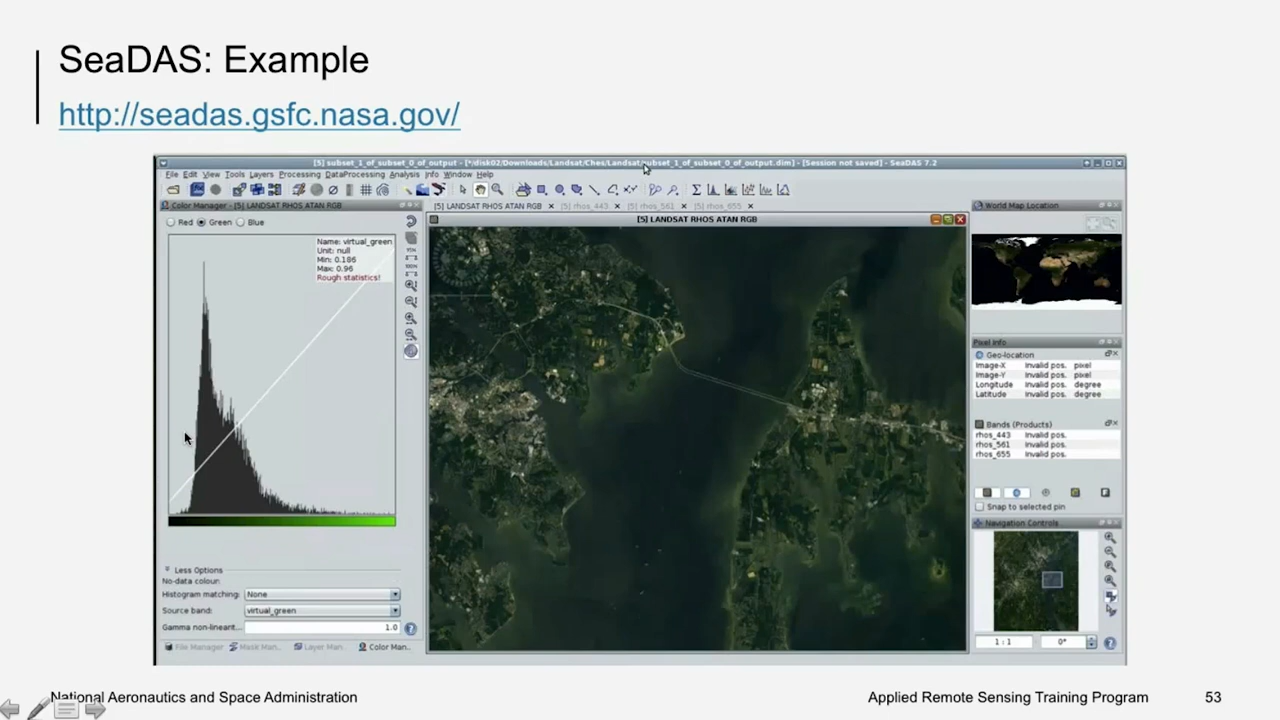 SeaDAS: Example
http://seadas.gsfc.nasa.gov/
[5] subset_1_of_subset_0_of_output - [*/disk02/Downloads/Landsat/Ches/Landsat/subset_1_of_subset_0_of_output.dim] - [Session not saved] - SeaDAS 7.2
File Edit View Tools Layers Processing DataProcessing Analysis Info Window Help
Color Manager - [5] LANDSAT RHOS ATAN RGB
[5] LANDSAT RHOS ATAN RGB [5] rhos_443 [5] rhos_561 [5] rhos_655
World Map Location
Red Green Blue
[5] LANDSAT RHOS ATAN RGB
Name: virtual_green
Unit: null
Min: 0.186
Max: 0.96
Rough statistics!
Pixel Info
Geo-location
Image-X Invalid pos. pixel
Image-Y Invalid pos. pixel
Longitude Invalid pos. degree
Latitude Invalid pos. degree
Bands (Products)
rhos_443 Invalid pos.
rhos_561 Invalid pos.
rhos_655 Invalid pos.
Snap to selected pin
Navigation Controls
Less Options
No-data colour:
Histogram matching: None
Source band: virtual_green
Gamma non-lineant... 1.0
1:1 0°
File Manager Mask Man... Layer Man... Color Man...
National Aeronautics and Space Administration
Applied Remote Sensing Training Program 53